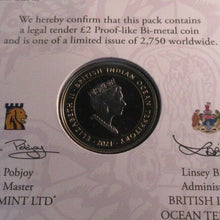 We hereby confirm that this pack contains
a legal tender £2 Proof-like Bi-metal coin
and is one of a limited issue of 2,750 worldwide.
ELIZABETH II · BRITISH INDIAN OCEAN TERRITORY
· 2021 ·
Pobjoy
Pobjoy
Master
MINT LTD
Linsey B
Adminis
BRITISH I
OCEAN TER